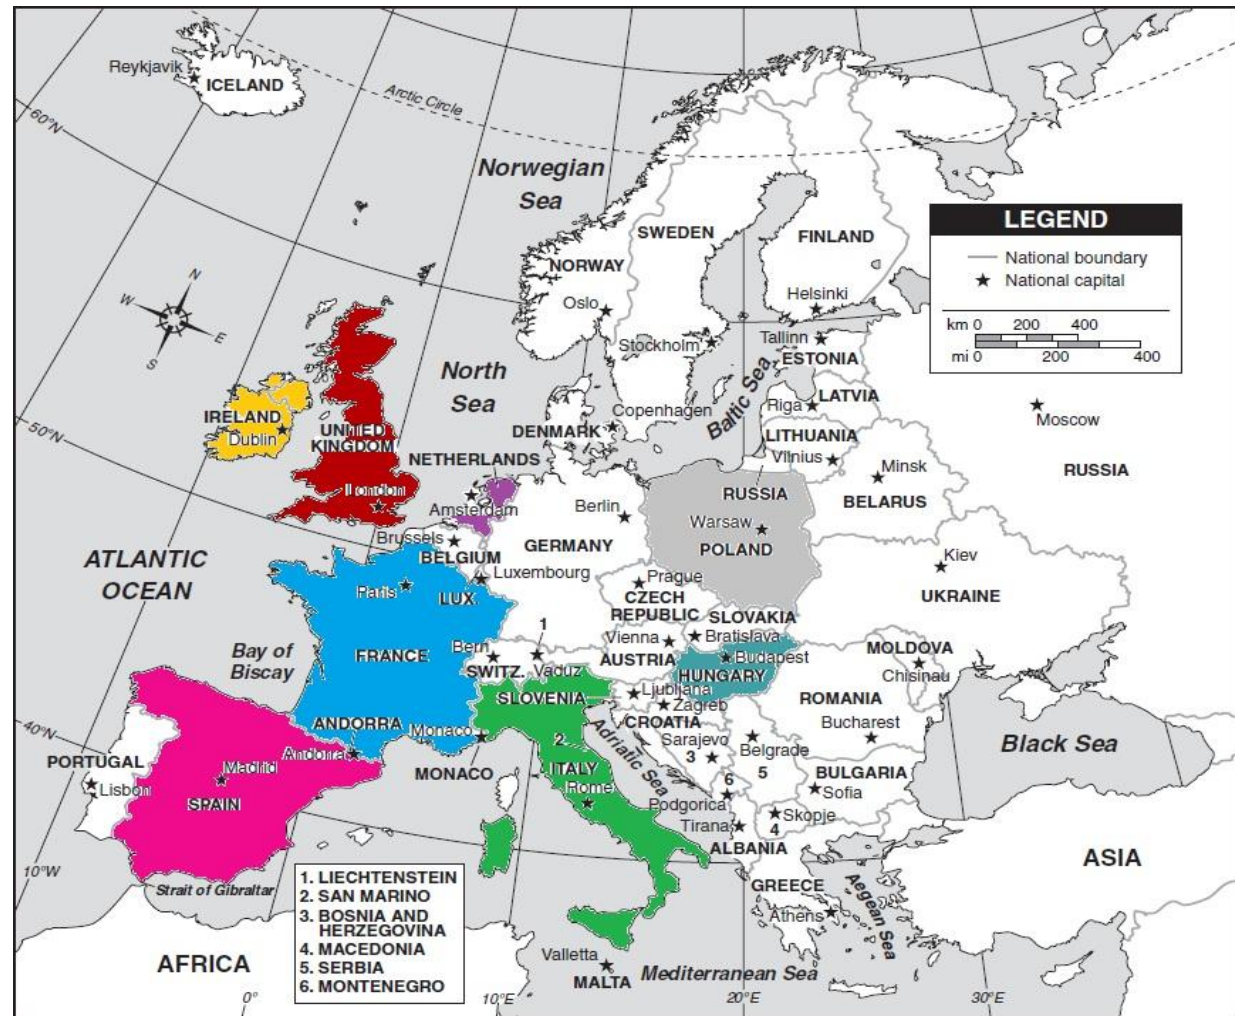 Reykjavik
ICELAND
Arctic Circle
60°N
Norwegian
Sea
SWEDEN
FINLAND
NORWAY
Oslo
Helsinki
Stockholm
Tallinn
ESTONIA
LEGEND
National boundary
National capital
km 0 200 400
mi 0 200 400
N
W
E
S
North
Sea
Baltic Sea
Riga
LATVIA
Moscow
RUSSIA
50°N
IRELAND
Dublin
UNITED
KINGDOM
London
DENMARK
Copenhagen
LITHUANIA
Vilnius
Minsk
BELARUS
NETHERLANDS
Amsterdam
Berlin
RUSSIA
Warsaw
POLAND
Brussels
BELGIUM
GERMANY
Kiev
UKRAINE
ATLANTIC
OCEAN
Paris
LUX.
Luxembourg
Prague
CZECH
REPUBLIC
SLOVAKIA
Bratislava
Vienna
AUSTRIA
1
Bern
SWITZ.
Vaduz
Budapest
HUNGARY
MOLDOVA
Chisinau
Bay of
Biscay
FRANCE
SLOVENIA
Ljubljana
Zagreb
CROATIA
ROMANIA
Bucharest
40°N
ANDORRA
Andorra
Monaco
MONACO
2
ITALY
Rome
Adriatic Sea
Sarajevo
3
Belgrade
5
6
Podgorica
BULGARIA
Sofia
Black Sea
PORTUGAL
Lisbon
Madrid
SPAIN
Tirana
Skopje
4
ALBANIA
GREECE
Athens
Aegean Sea
ASIA
10°W
Strait of Gibraltar
AFRICA
1. LIECHTENSTEIN
2. SAN MARINO
3. BOSNIA AND
HERZEGOVINA
4. MACEDONIA
5. SERBIA
6. MONTENEGRO
Valletta
MALTA
Mediterranean Sea
0°
10°E
20°E
30°E